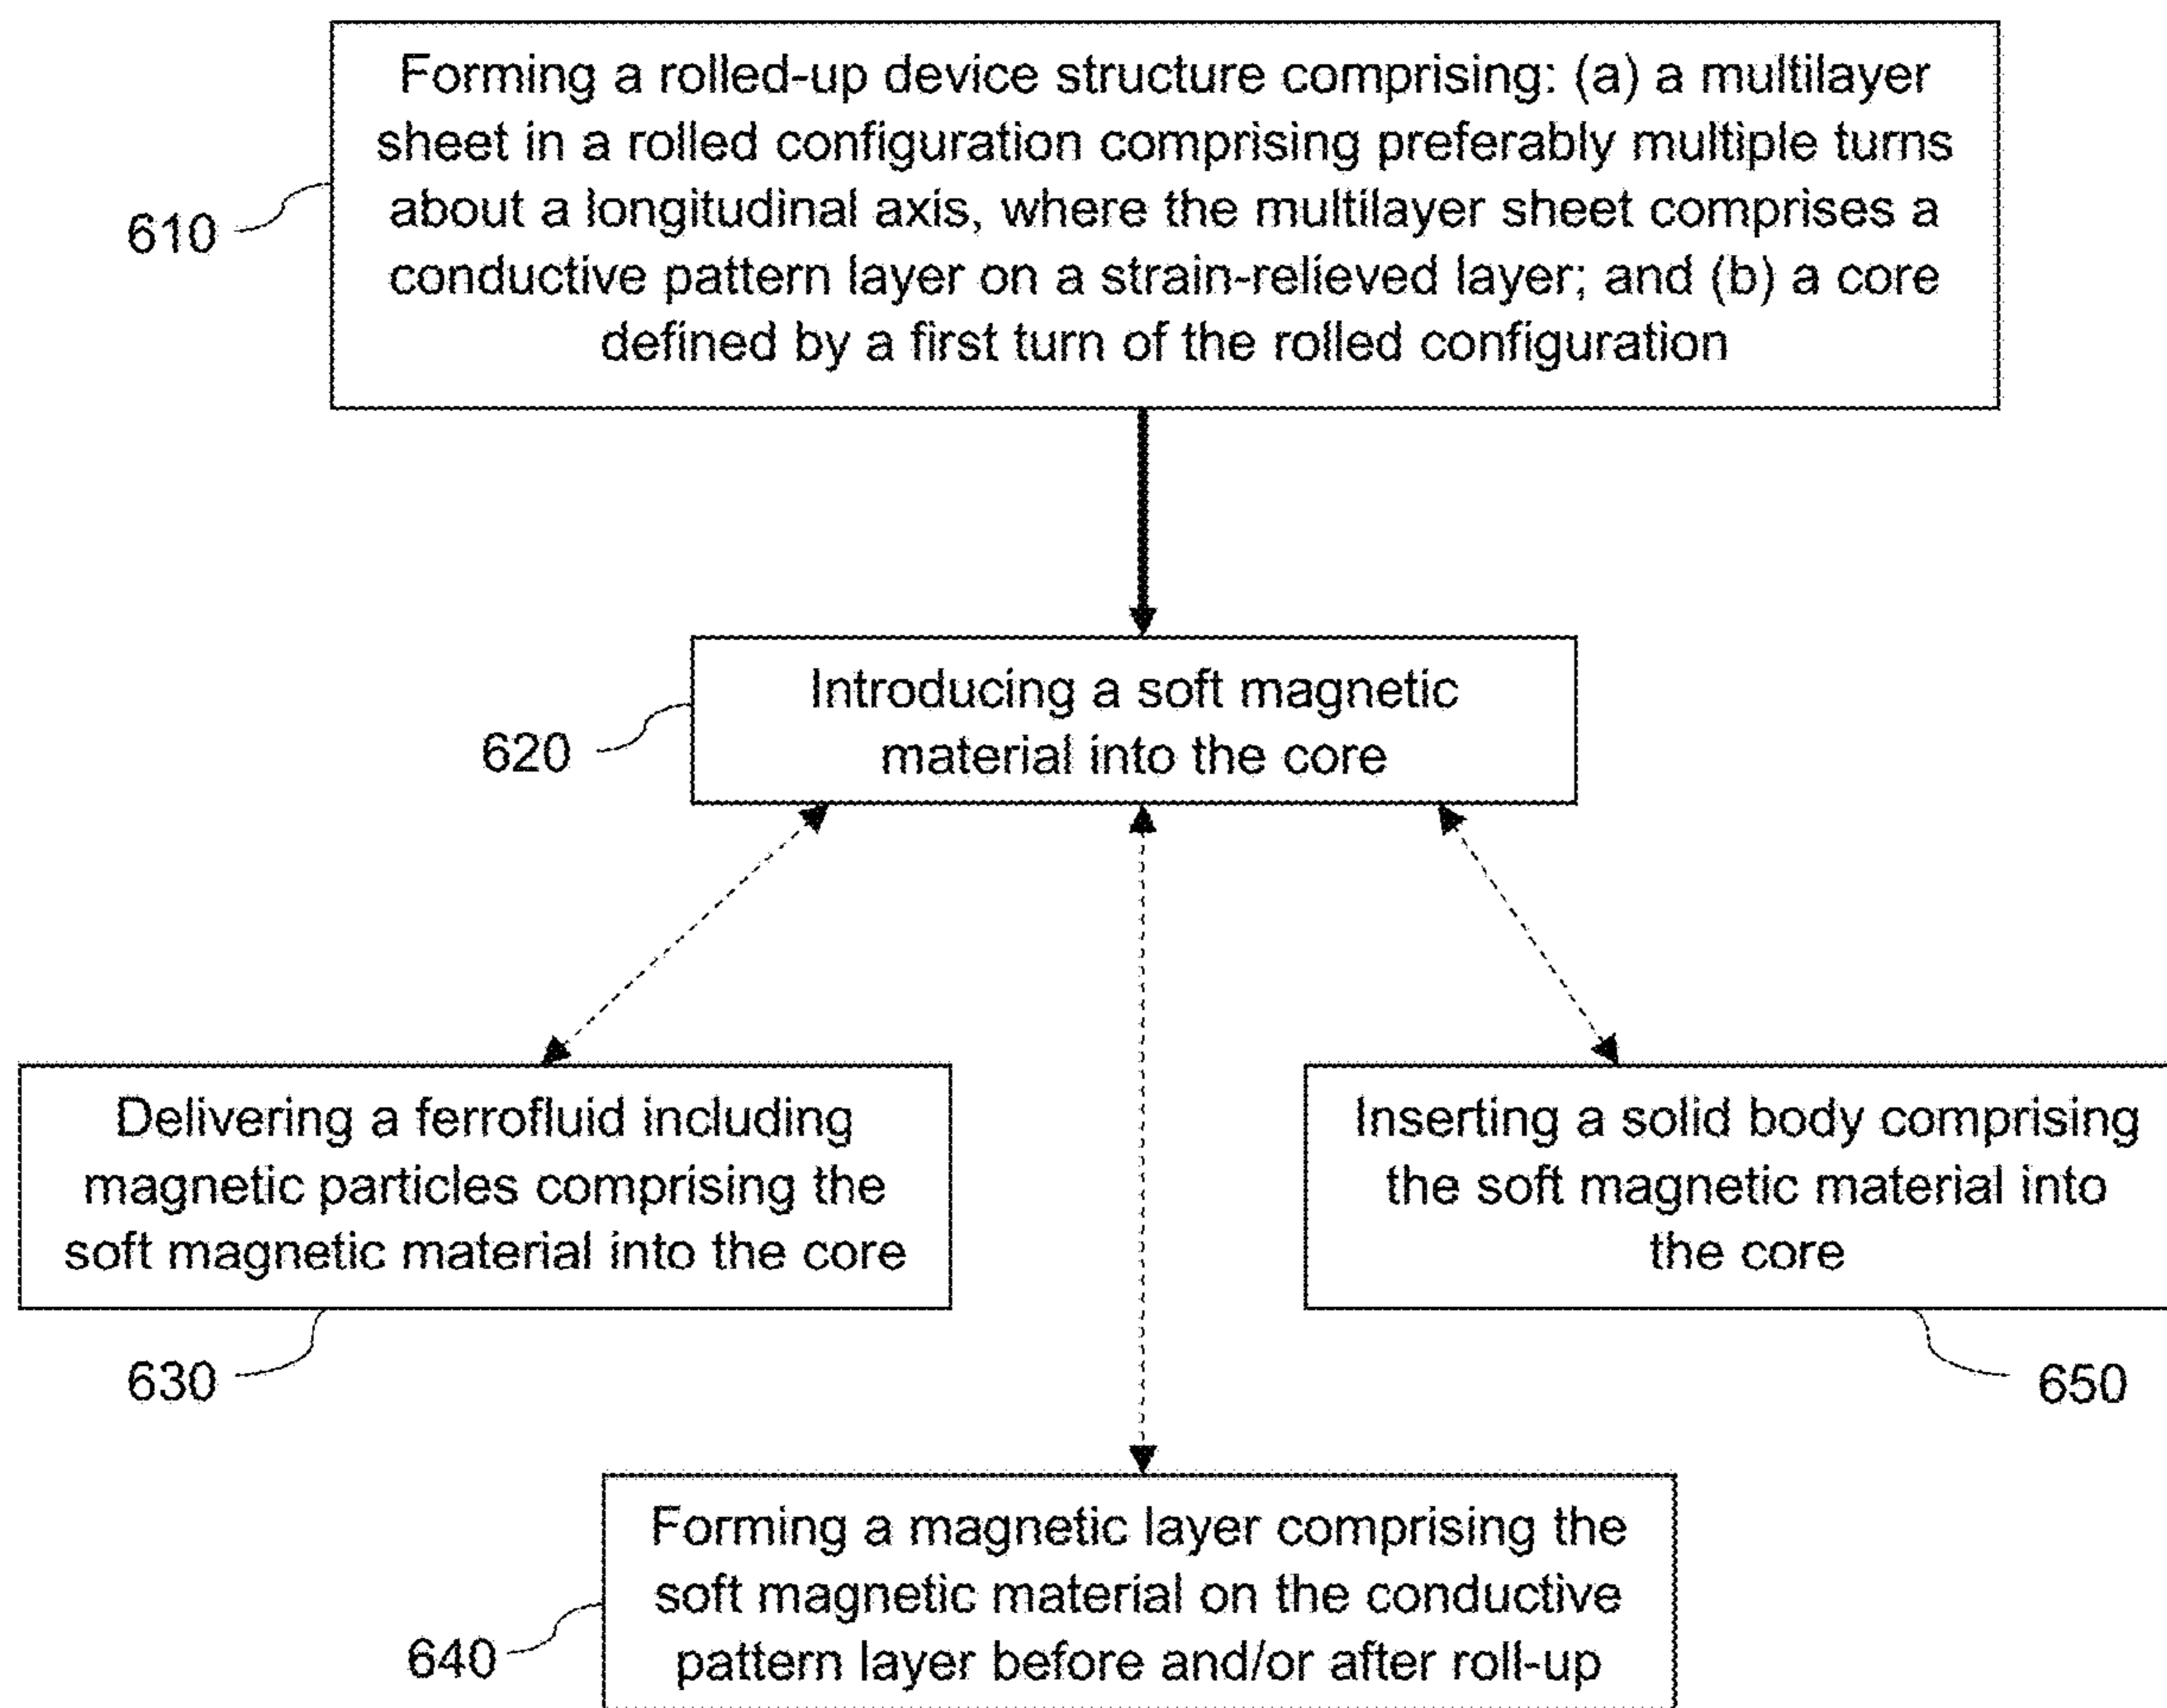 Forming a rolled-up device structure comprising: (a) a multilayer
sheet in a rolled configuration comprising preferably multiple turns
about a longitudinal axis, where the multilayer sheet comprises a
conductive pattern layer on a strain-relieved layer; and (b) a core
defined by a first turn of the rolled configuration
610
Introducing a soft magnetic
material into the core
620
Delivering a ferrofluid including
magnetic particles comprising the
soft magnetic material into the core
630
Inserting a solid body comprising
the soft magnetic material into
the core
650
Forming a magnetic layer comprising the
soft magnetic material on the conductive
pattern layer before and/or after roll-up
640